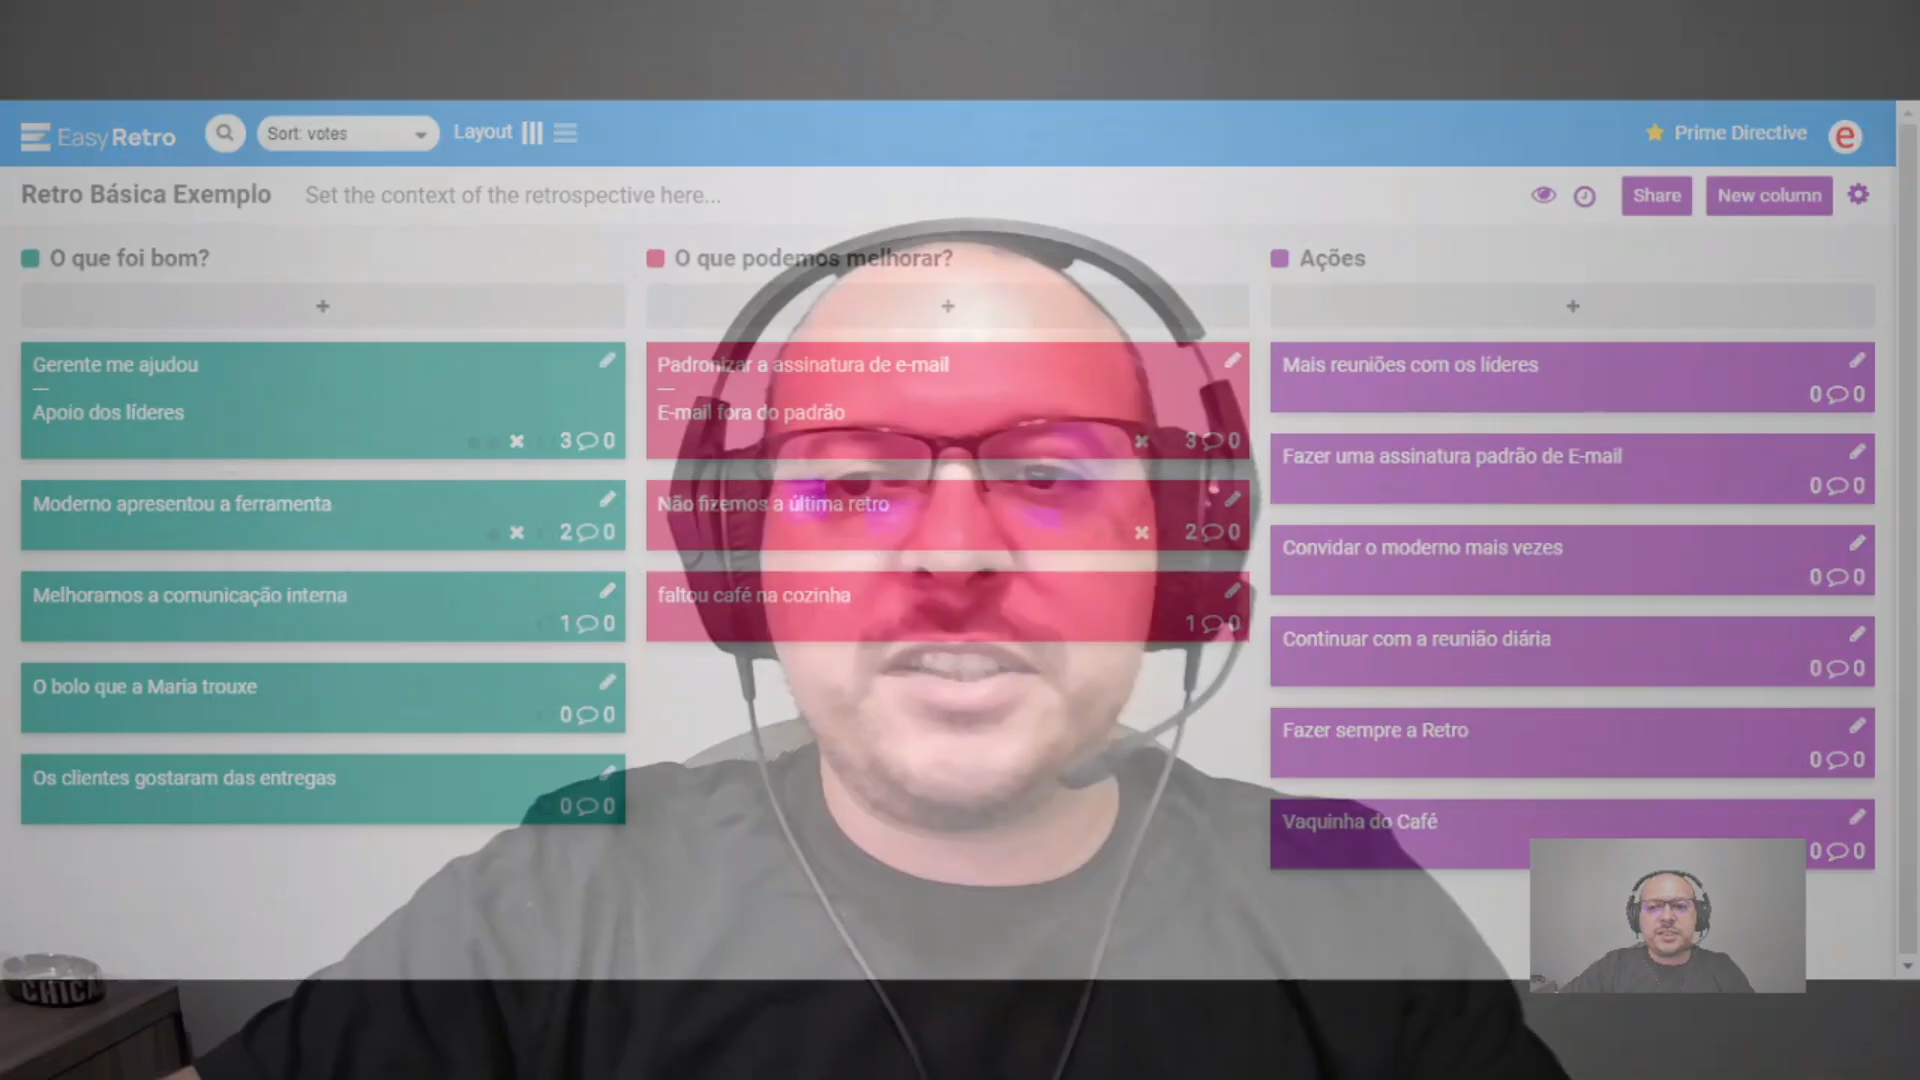 EasyRetro
Sort: votes
Layout
Prime Directive
e
Retro Básica Exemplo
Set the context of the retrospective here...
Share
New column
O que foi bom?
+
Gerente me ajudou
—
Apoio dos líderes
3 0
Moderno apresentou a ferramenta
2 0
Melhoramos a comunicação interna
1 0
O bolo que a Maria trouxe
0 0
Os clientes gostaram das entregas
0 0
O que podemos melhorar?
+
Padronizar a assinatura de e-mail
—
E-mail fora do padrão
3 0
Não fizemos a última retro
2 0
faltou café na cozinha
1 0
Ações
+
Mais reuniões com os líderes
0 0
Fazer uma assinatura padrão de E-mail
0 0
Convidar o moderno mais vezes
0 0
Continuar com a reunião diária
0 0
Fazer sempre a Retro
0 0
Vaquinha do Café
0 0
CHICA